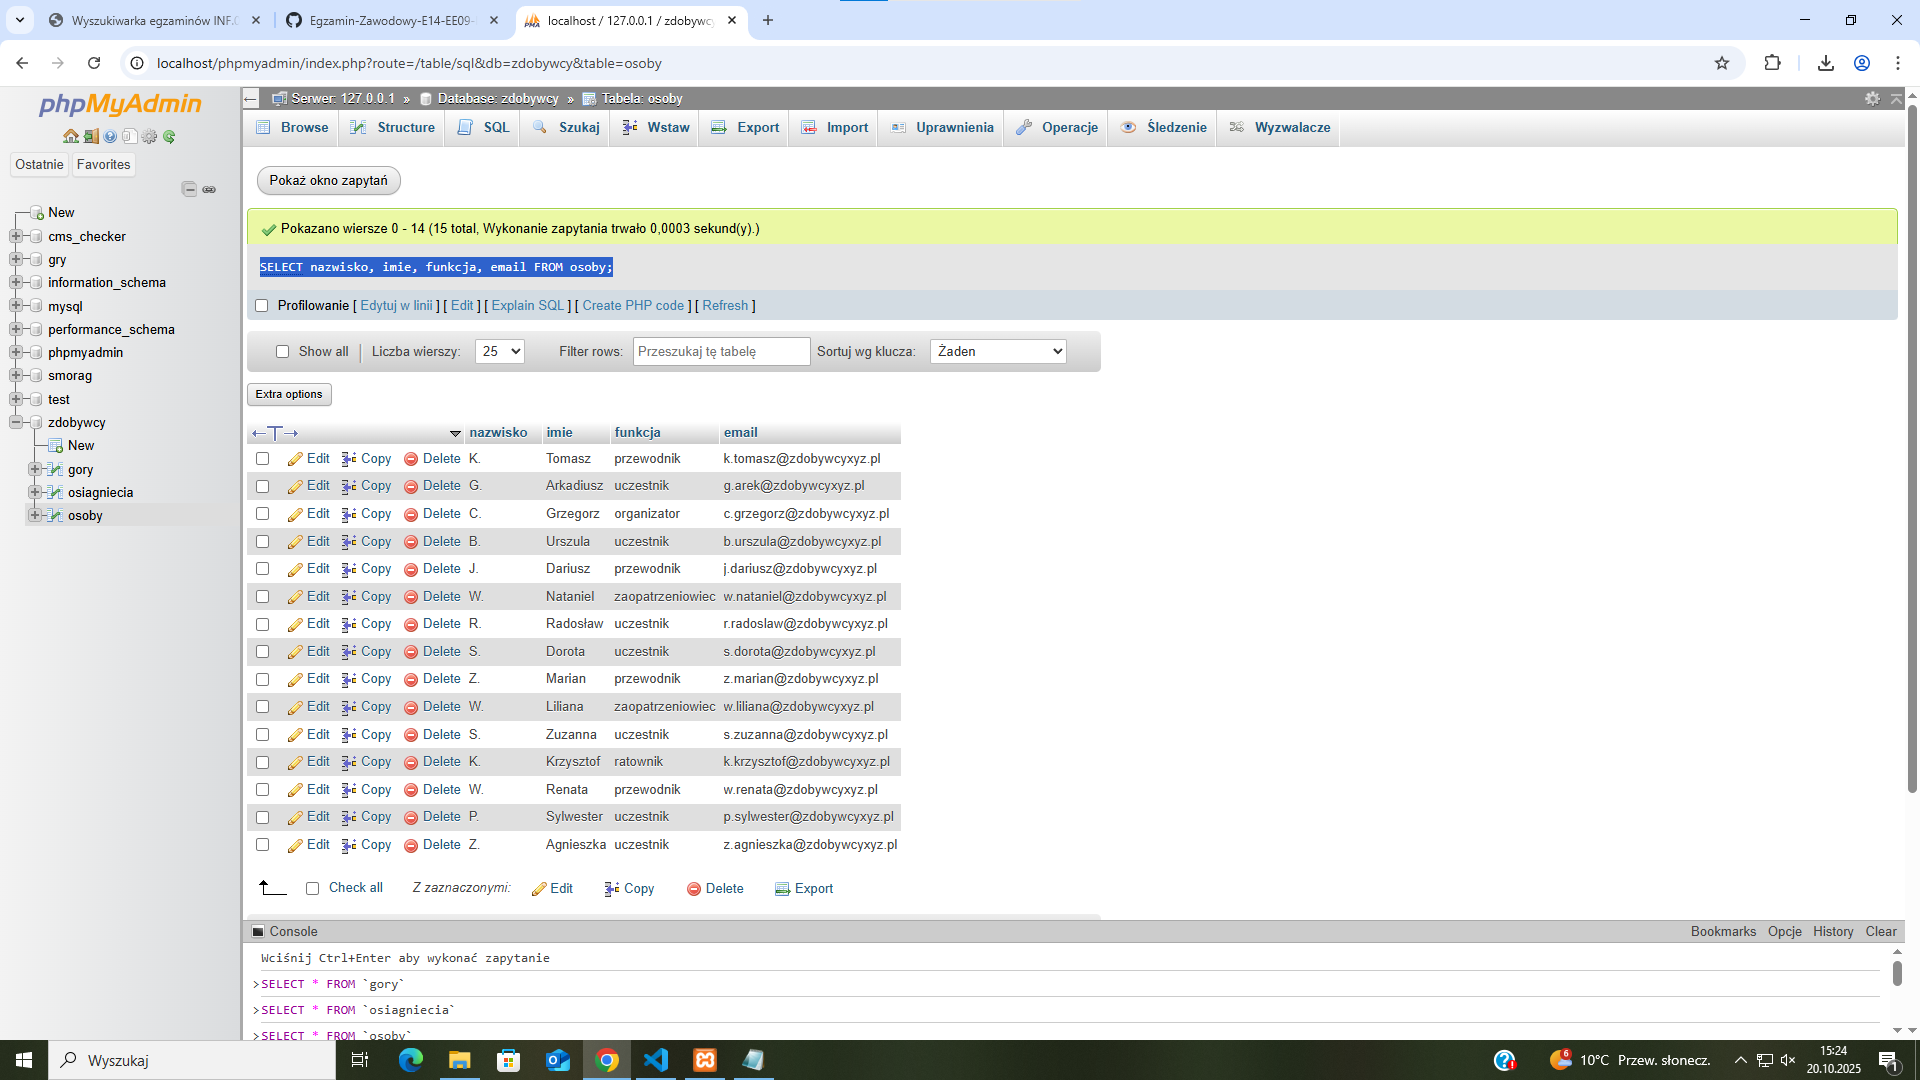 Wyszukiwarka egzaminów INF.0
Egzamin-Zawodowy-E14-EE09-
localhost / 127.0.0.1 / zdobywcy
localhost/phpmyadmin/index.php?route=/table/sql&db=zdobywcy&table=osoby
phpMyAdmin
Ostatnie Favorites
New
cms_checker
gry
information_schema
mysql
performance_schema
phpmyadmin
smorag
test
zdobywcy
New
gory
osiagniecia
osoby
Serwer: 127.0.0.1 » Database: zdobywcy » Tabela: osoby
Browse Structure SQL Szukaj Wstaw Export Import Uprawnienia Operacje Śledzenie Wyzwalacze
Pokaż okno zapytań
Pokazano wiersze 0 - 14 (15 total, Wykonanie zapytania trwało 0,0003 sekund(y).)
SELECT nazwisko, imie, funkcja, email FROM osoby;
Profilowanie [ Edytuj w linii ] [ Edit ] [ Explain SQL ] [ Create PHP code ] [ Refresh ]
Show all Liczba wierszy: 25 Filter rows: Przeszukaj tę tabelę Sortuj wg klucza: Żaden
Extra options
nazwisko imie funkcja email
Edit Copy Delete K. Tomasz przewodnik k.tomasz@zdobywcyxyz.pl
Edit Copy Delete G. Arkadiusz uczestnik g.arek@zdobywcyxyz.pl
Edit Copy Delete C. Grzegorz organizator c.grzegorz@zdobywcyxyz.pl
Edit Copy Delete B. Urszula uczestnik b.urszula@zdobywcyxyz.pl
Edit Copy Delete J. Dariusz przewodnik j.dariusz@zdobywcyxyz.pl
Edit Copy Delete W. Nataniel zaopatrzeniowiec w.nataniel@zdobywcyxyz.pl
Edit Copy Delete R. Radosław uczestnik r.radoslaw@zdobywcyxyz.pl
Edit Copy Delete S. Dorota uczestnik s.dorota@zdobywcyxyz.pl
Edit Copy Delete Z. Marian przewodnik z.marian@zdobywcyxyz.pl
Edit Copy Delete W. Liliana zaopatrzeniowiec w.liliana@zdobywcyxyz.pl
Edit Copy Delete S. Zuzanna uczestnik s.zuzanna@zdobywcyxyz.pl
Edit Copy Delete K. Krzysztof ratownik k.krzysztof@zdobywcyxyz.pl
Edit Copy Delete W. Renata przewodnik w.renata@zdobywcyxyz.pl
Edit Copy Delete P. Sylwester uczestnik p.sylwester@zdobywcyxyz.pl
Edit Copy Delete Z. Agnieszka uczestnik z.agnieszka@zdobywcyxyz.pl
Check all Z zaznaczonymi: Edit Copy Delete Export
Console Bookmarks Opcje History Clear
Wciśnij Ctrl+Enter aby wykonać zapytanie
>SELECT * FROM `gory`
>SELECT * FROM `osiagniecia`
>SELECT * FROM `osoby`
Wyszukaj
6
10°C Przew. słonecz.
15:24
20.10.2025
1